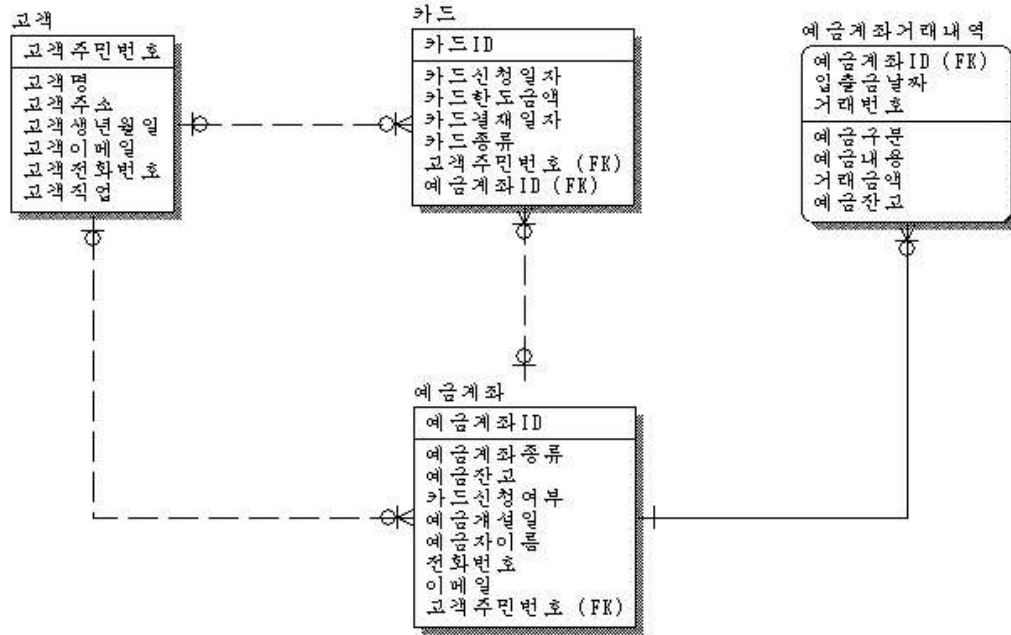 고객
고객주민번호
고객명
고객주소
고객생년월일
고객이메일
고객전화번호
고객직업
카드
카드ID
카드신청일자
카드한도금액
카드결재일자
카드종류
고객주민번호 (FK)
예금계좌ID (FK)
예금계좌거래내역
예금계좌ID (FK)
입출금날짜
거래번호
예금구분
예금내용
거래금액
예금잔고
예금계좌
예금계좌ID
예금계좌종류
예금잔고
카드신청여부
예금개설일
예금자이름
전화번호
이메일
고객주민번호 (FK)